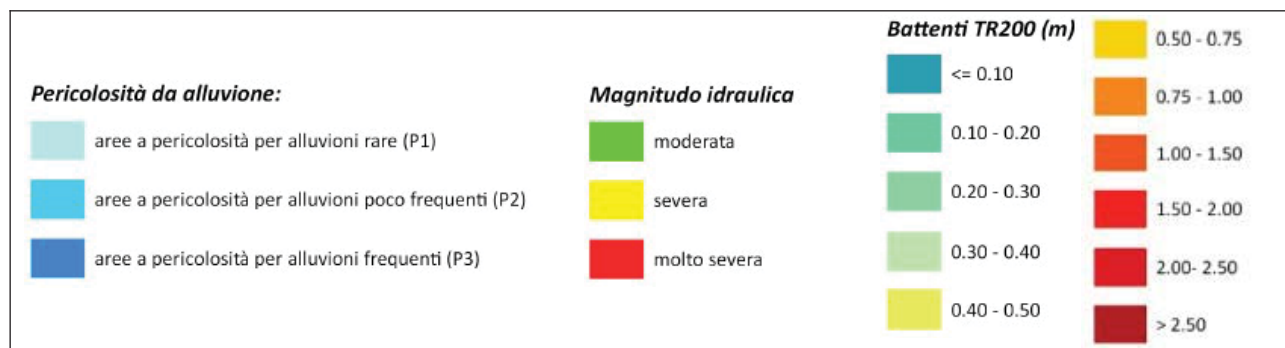 Pericolosità da alluvione:
aree a pericolosità per alluvioni rare (P1)
aree a pericolosità per alluvioni poco frequenti (P2)
aree a pericolosità per alluvioni frequenti (P3)
Magnitudo idraulica
moderata
severa
molto severa
Battenti TR200 (m)
<= 0.10
0.10 - 0.20
0.20 - 0.30
0.30 - 0.40
0.40 - 0.50
0.50 - 0.75
0.75 - 1.00
1.00 - 1.50
1.50 - 2.00
2.00- 2.50
> 2.50